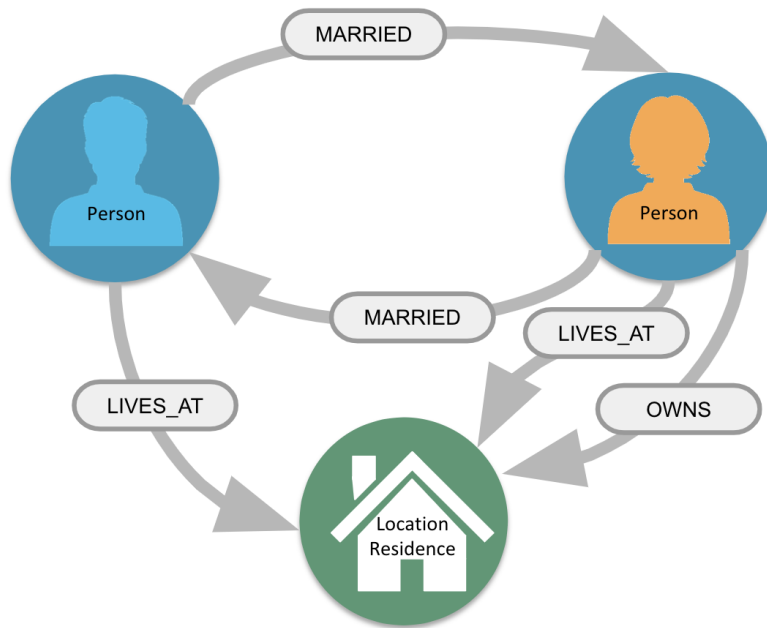 MARRIED
Person
Person
MARRIED
LIVES_AT
LIVES_AT
OWNS
Location
Residence